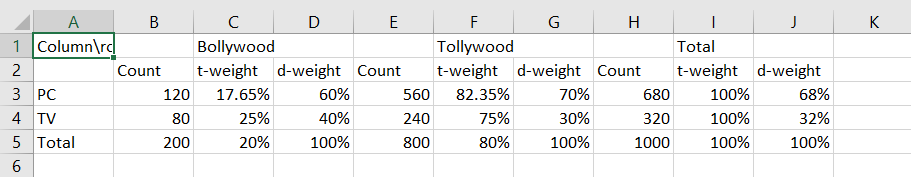 A B C D E F G H I J K
1 Column\rc Bollywood Tollywood Total
2 Count t-weight d-weight Count t-weight d-weight Count t-weight d-weight
3 PC 120 17.65% 60% 560 82.35% 70% 680 100% 68%
4 TV 80 25% 40% 240 75% 30% 320 100% 32%
5 Total 200 20% 100% 800 80% 100% 1000 100% 100%
6